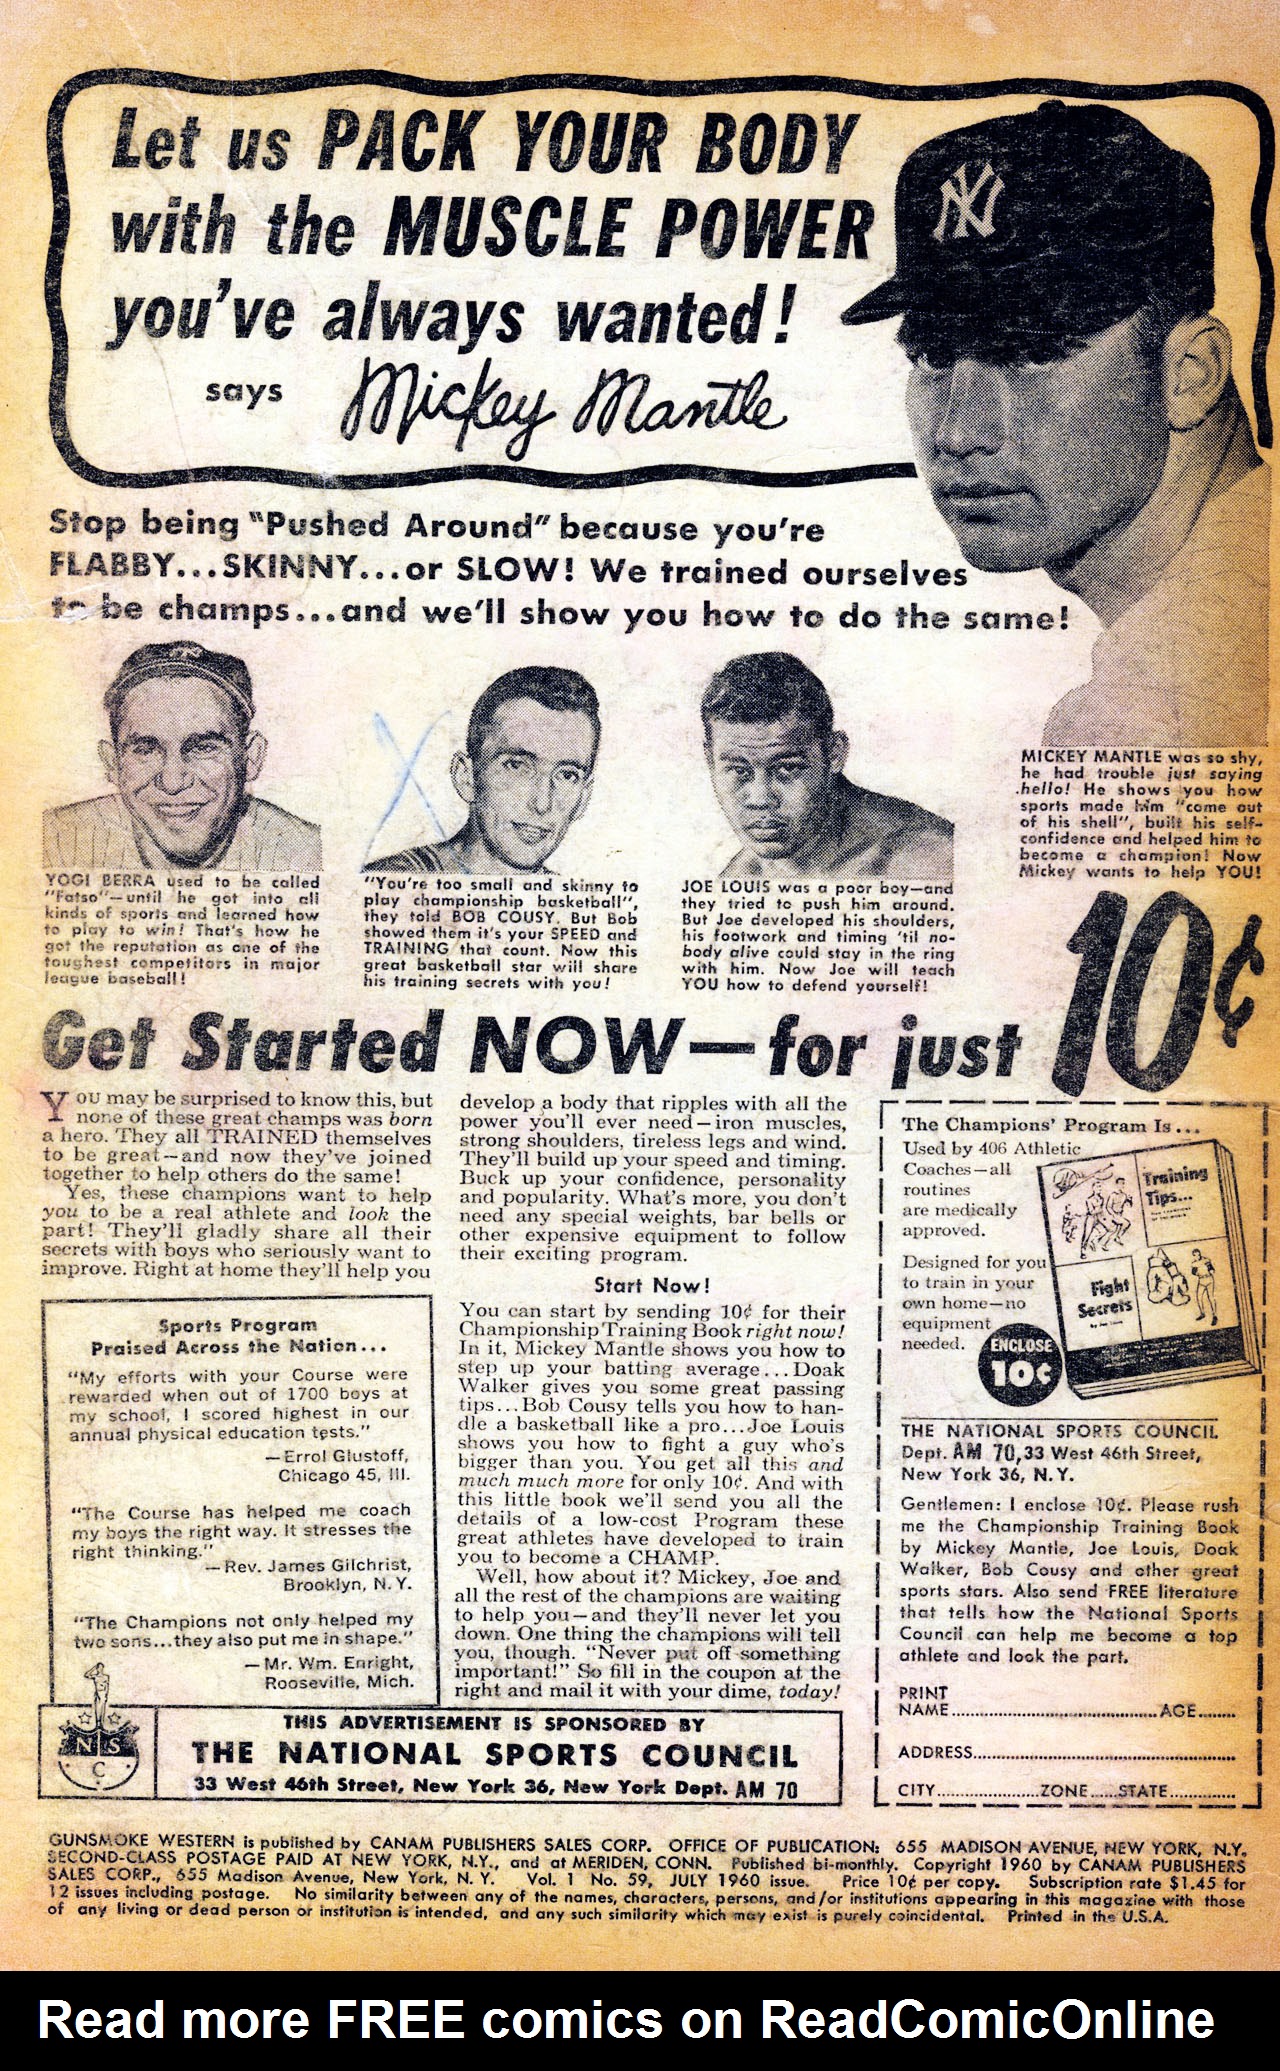 Let us PACK YOUR BODY
with the MUSCLE POWER
you've always wanted!
says Mickey Mantle
NY
Stop being "Pushed Around" because you're
FLABBY...SKINNY...or SLOW! We trained ourselves
to be champs...and we'll show you how to do the same!
MICKEY MANTLE was so shy,
he had trouble just saying
hello! He shows you how
sports made him "come out
of his shell", built his self-
confidence and helped him to
become a champion! Now
Mickey wants to help YOU!
YOGI BERRA used to be called
"Fatso"—until he got into all
kinds of sports and learned how
to play to win! That's how he
got the reputation as one of the
toughest competitors in major
league baseball!
"You're too small and skinny to
play championship basketball",
they told BOB COUSY. But Bob
showed them it's your SPEED and
TRAINING that count. Now this
great basketball star will share
his training secrets with you!
JOE LOUIS was a poor boy—and
they tried to push him around.
But Joe developed his shoulders,
his footwork and timing 'til no-
body alive could stay in the ring
with him. Now Joe will teach
YOU how to defend yourself!
Get Started NOW—for just 10¢
YOU may be surprised to know this, but
none of these great champs was born
a hero. They all TRAINED themselves
to be great—and now they've joined
together to help others do the same!
Yes, these champions want to help
you to be a real athlete and look the
part! They'll gladly share all their
secrets with boys who seriously want to
improve. Right at home they'll help you
Sports Program
Praised Across the Nation...
"My efforts with your Course were
rewarded when out of 1700 boys at
my school, I scored highest in our
annual physical education tests."
—Errol Glustoff,
Chicago 45, Ill.
"The Course has helped me coach
my boys the right way. It stresses the
right thinking."
—Rev. James Gilchrist,
Brooklyn, N.Y.
"The Champions not only helped my
two sons...they also put me in shape."
—Mr. Wm. Enright,
Rooseville, Mich.
develop a body that ripples with all the
power you'll ever need—iron muscles,
strong shoulders, tireless legs and wind.
They'll build up your speed and timing.
Buck up your confidence, personality
and popularity. What's more, you don't
need any special weights, bar bells or
other expensive equipment to follow
their exciting program.
Start Now!
You can start by sending 10¢ for their
Championship Training Book right now!
In it, Mickey Mantle shows you how to
step up your batting average...Doak
Walker gives you some great passing
tips...Bob Cousy tells you how to han-
dle a basketball like a pro...Joe Louis
shows you how to fight a guy who's
bigger than you. You get all this and
much much more for only 10¢. And with
this little book we'll send you all the
details of a low-cost Program these
great athletes have developed to train
you to become a CHAMP.
Well, how about it? Mickey, Joe and
all the rest of the champions are waiting
to help you—and they'll never let you
down. One thing the champions will tell
you, though. "Never put off something
important!" So fill in the coupon at the
right and mail it with your dime, today!
The Champions' Program Is...
Used by 406 Athletic
Coaches—all
routines
are medically
approved.
Designed for you
to train in your
own home—no
equipment
needed.
Training
Tips...
Fight
Secrets
ENCLOSE
10¢
THE NATIONAL SPORTS COUNCIL
Dept. AM 70, 33 West 46th Street,
New York 36, N.Y.
Gentlemen: I enclose 10¢. Please rush
me the Championship Training Book
by Mickey Mantle, Joe Louis, Doak
Walker, Bob Cousy and other great
sports stars. Also send FREE literature
that tells how the National Sports
Council can help me become a top
athlete and look the part.
PRINT
NAME..........AGE........
ADDRESS..........
CITY..........ZONE......STATE..........
NSC
THIS ADVERTISEMENT IS SPONSORED BY
THE NATIONAL SPORTS COUNCIL
33 West 46th Street, New York 36, New York Dept. AM 70
GUNSMOKE WESTERN is published by CANAM PUBLISHERS SALES CORP. OFFICE OF PUBLICATION: 655 MADISON AVENUE, NEW YORK, N.Y.
SECOND-CLASS POSTAGE PAID AT NEW YORK, N.Y., and at MERIDEN, CONN. Published bi-monthly. Copyright 1960 by CANAM PUBLISHERS
SALES CORP., 655 Madison Avenue, New York, N.Y. Vol. 1 No. 59, JULY 1960 issue. Price 10¢ per copy. Subscription rate $1.45 for
12 issues including postage. No similarity between any of the names, characters, persons, and/or institutions appearing in this magazine with those
of any living or dead person or institution is intended, and any such similarity which may exist is purely coincidental. Printed in the U.S.A.
Read more FREE comics on ReadComicOnline